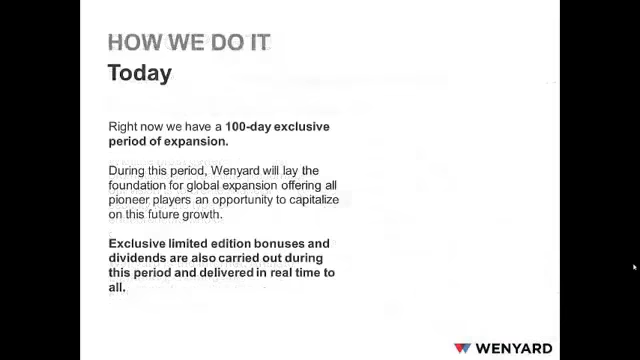 HOW WE DO IT
Today
Right now we have a 100-day exclusive
period of expansion.
During this period, Wenyard will lay the
foundation for global expansion offering all
pioneer players an opportunity to capitalize
on this future growth.
Exclusive limited edition bonuses and
dividends are also carried out during
this period and delivered in real time to
all.
WENYARD